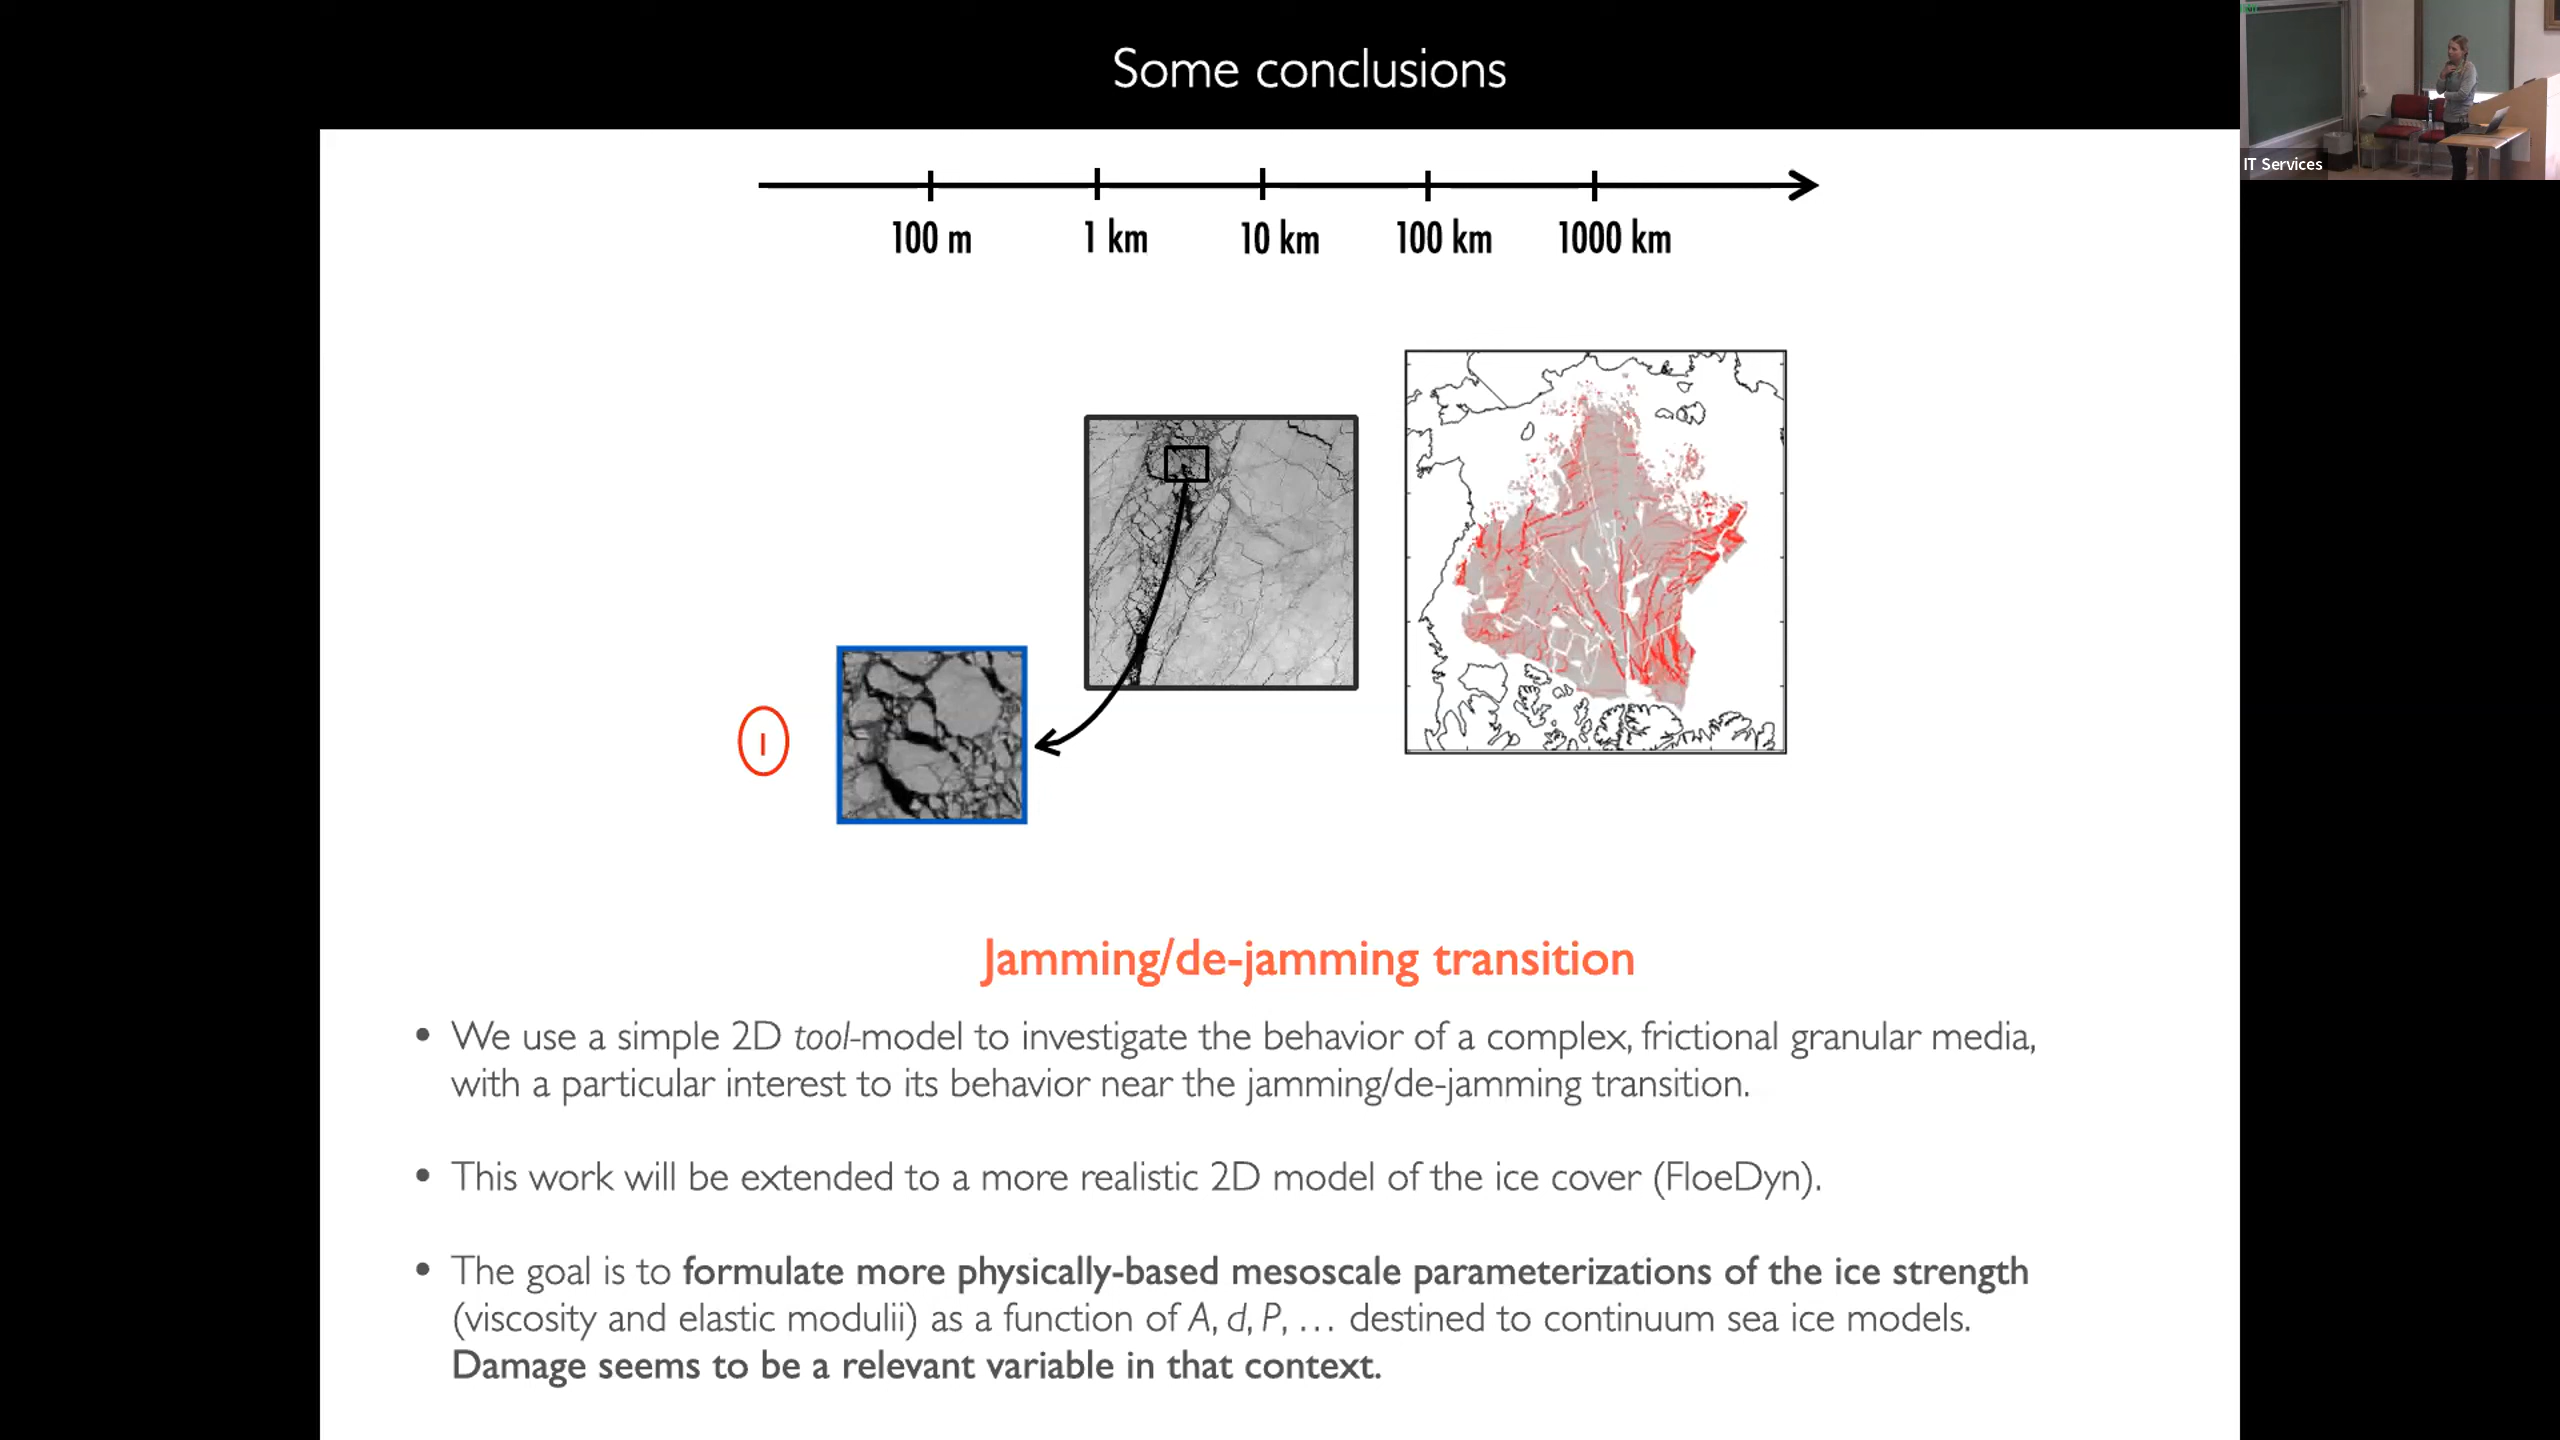 Some conclusions
IT Services
100 m
1 km
10 km
100 km
1000 km
1
Jamming/de-jamming transition
• We use a simple 2D tool-model to investigate the behavior of a complex, frictional granular media,
with a particular interest to its behavior near the jamming/de-jamming transition.
• This work will be extended to a more realistic 2D model of the ice cover (FloeDyn).
• The goal is to formulate more physically-based mesoscale parameterizations of the ice strength
(viscosity and elastic modulii) as a function of A, d, P, … destined to continuum sea ice models.
Damage seems to be a relevant variable in that context.